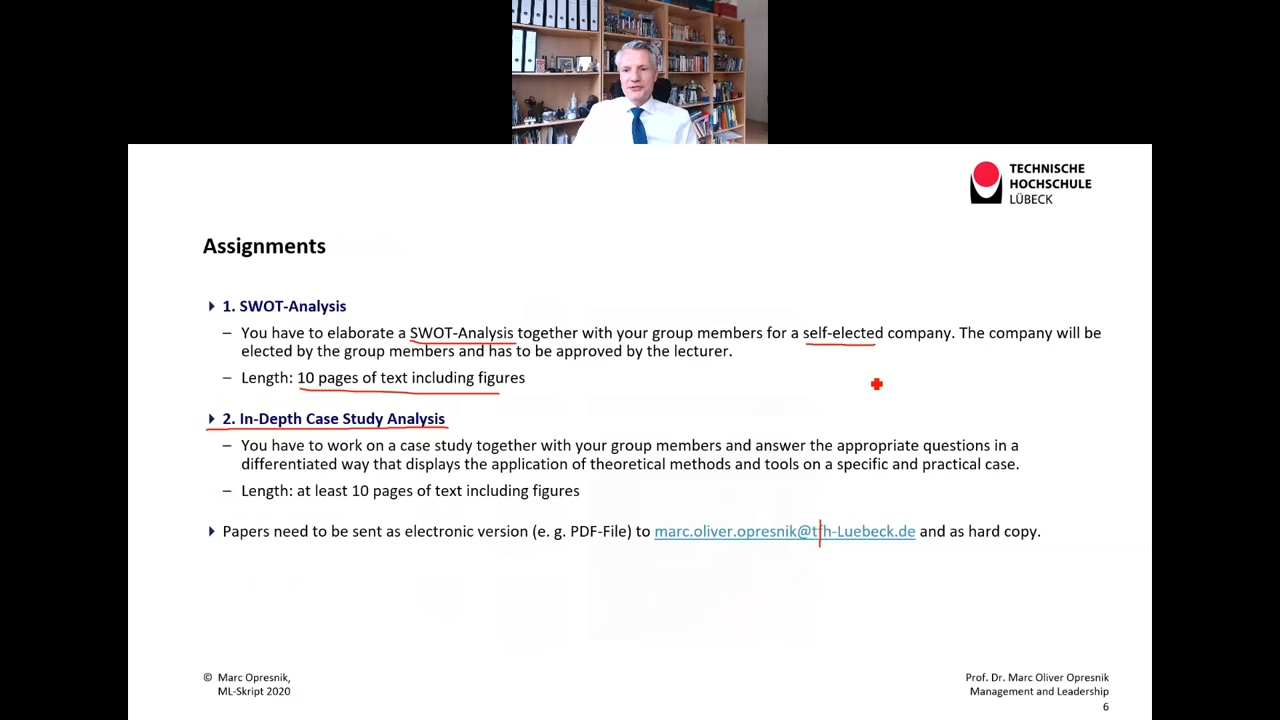 TECHNISCHE
HOCHSCHULE
LÜBECK
Assignments
1. SWOT-Analysis
– You have to elaborate a SWOT-Analysis together with your group members for a self-elected company. The company will be
elected by the group members and has to be approved by the lecturer.
– Length: 10 pages of text including figures
2. In-Depth Case Study Analysis
– You have to work on a case study together with your group members and answer the appropriate questions in a
differentiated way that displays the application of theoretical methods and tools on a specific and practical case.
– Length: at least 10 pages of text including figures
Papers need to be sent as electronic version (e. g. PDF-File) to marc.oliver.opresnik@tfh-Luebeck.de and as hard copy.
© Marc Opresnik,
ML-Skript 2020
Prof. Dr. Marc Oliver Opresnik
Management and Leadership
6